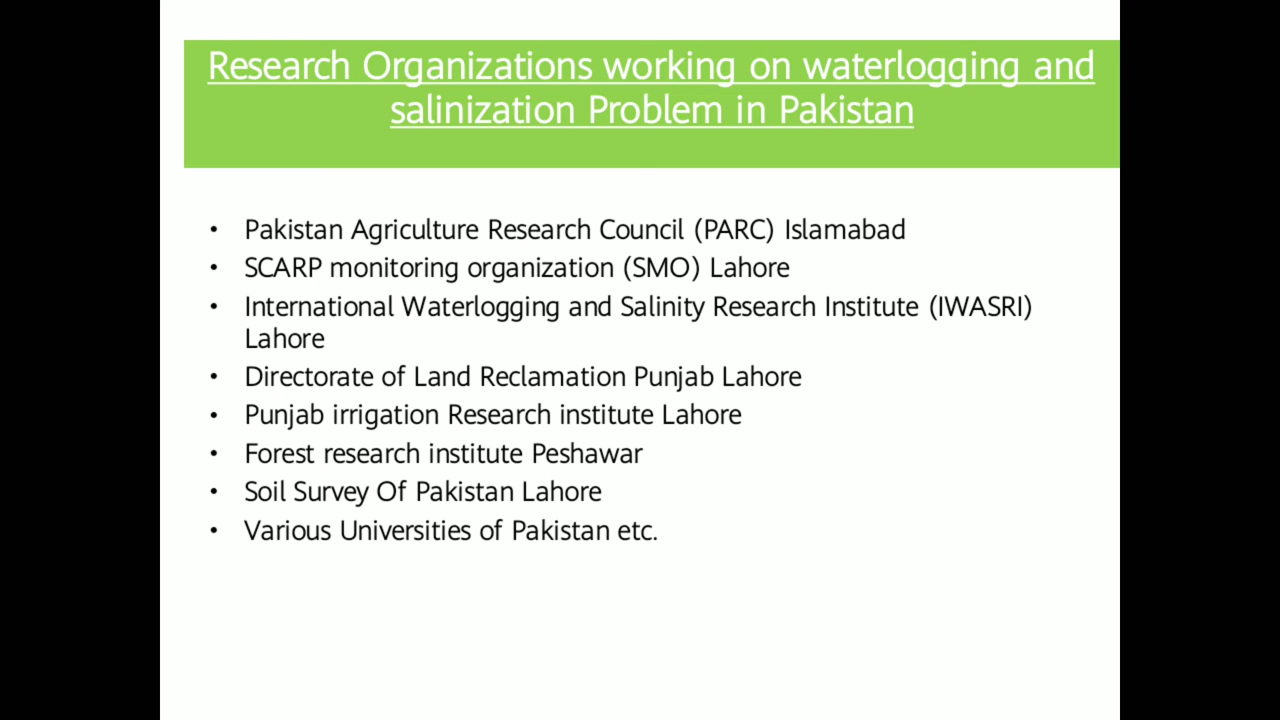 Research Organizations working on waterlogging and
salinization Problem in Pakistan
• Pakistan Agriculture Research Council (PARC) Islamabad
• SCARP monitoring organization (SMO) Lahore
• International Waterlogging and Salinity Research Institute (IWASRI)
Lahore
• Directorate of Land Reclamation Punjab Lahore
• Punjab irrigation Research institute Lahore
• Forest research institute Peshawar
• Soil Survey Of Pakistan Lahore
• Various Universities of Pakistan etc.